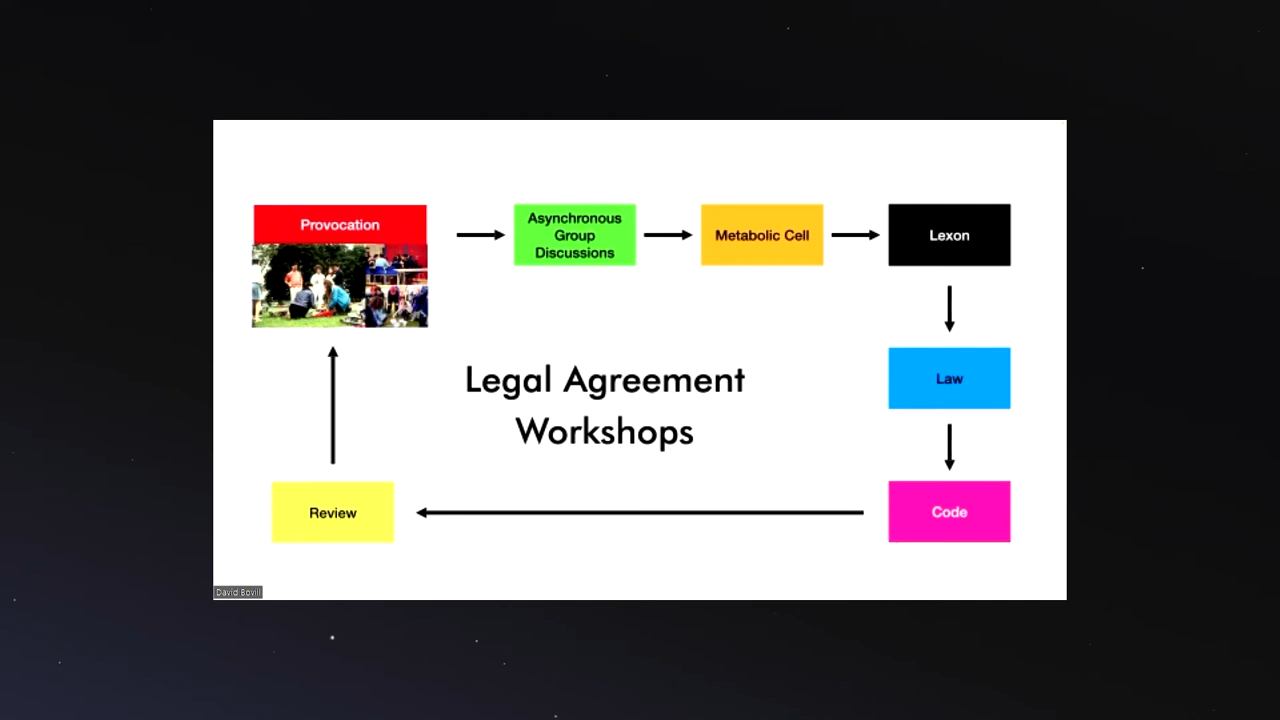 Provocation
Asynchronous
Group
Discussions
Metabolic Cell
Lexon
Law
Legal Agreement
Workshops
Review
Code
David Bovill